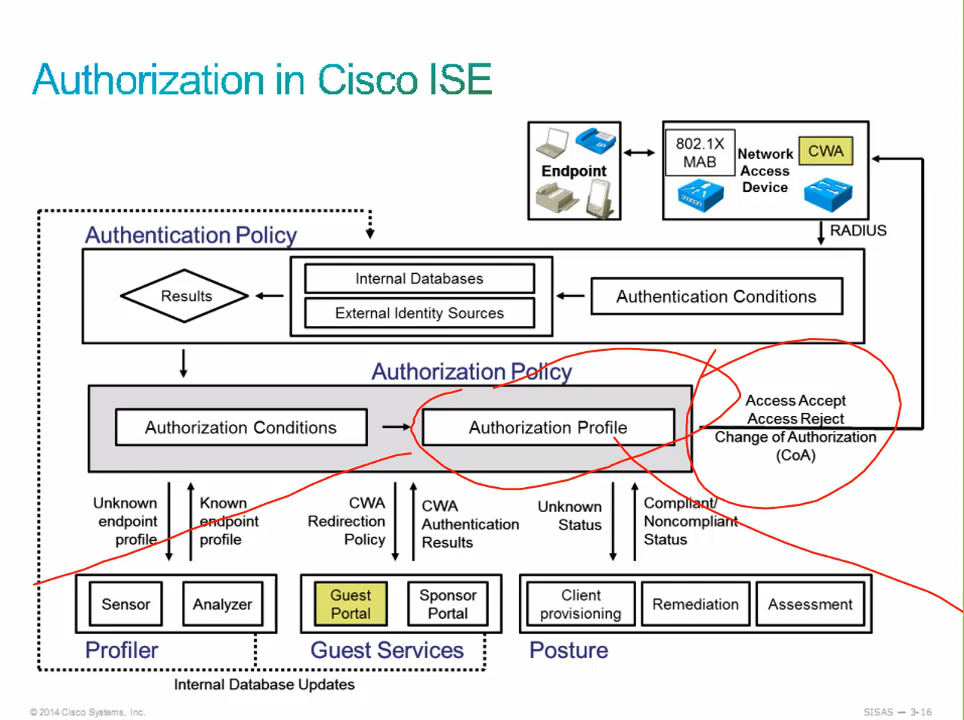 Authorization in Cisco ISE
Endpoint
802.1X
MAB
Network
Access
Device
CWA
RADIUS
Authentication Policy
Results
Internal Databases
External Identity Sources
Authentication Conditions
Authorization Policy
Authorization Conditions
Authorization Profile
Access Accept
Access Reject
Change of Authorization
(CoA)
Unknown
endpoint
profile
Known
endpoint
profile
CWA
Redirection
Policy
CWA
Authentication
Results
Unknown
Status
Compliant/
Noncompliant
Status
Sensor
Analyzer
Guest
Portal
Sponsor
Portal
Client
provisioning
Remediation
Assessment
Profiler
Guest Services
Posture
Internal Database Updates
© 2014 Cisco Systems, Inc.
SISAS — 3-16